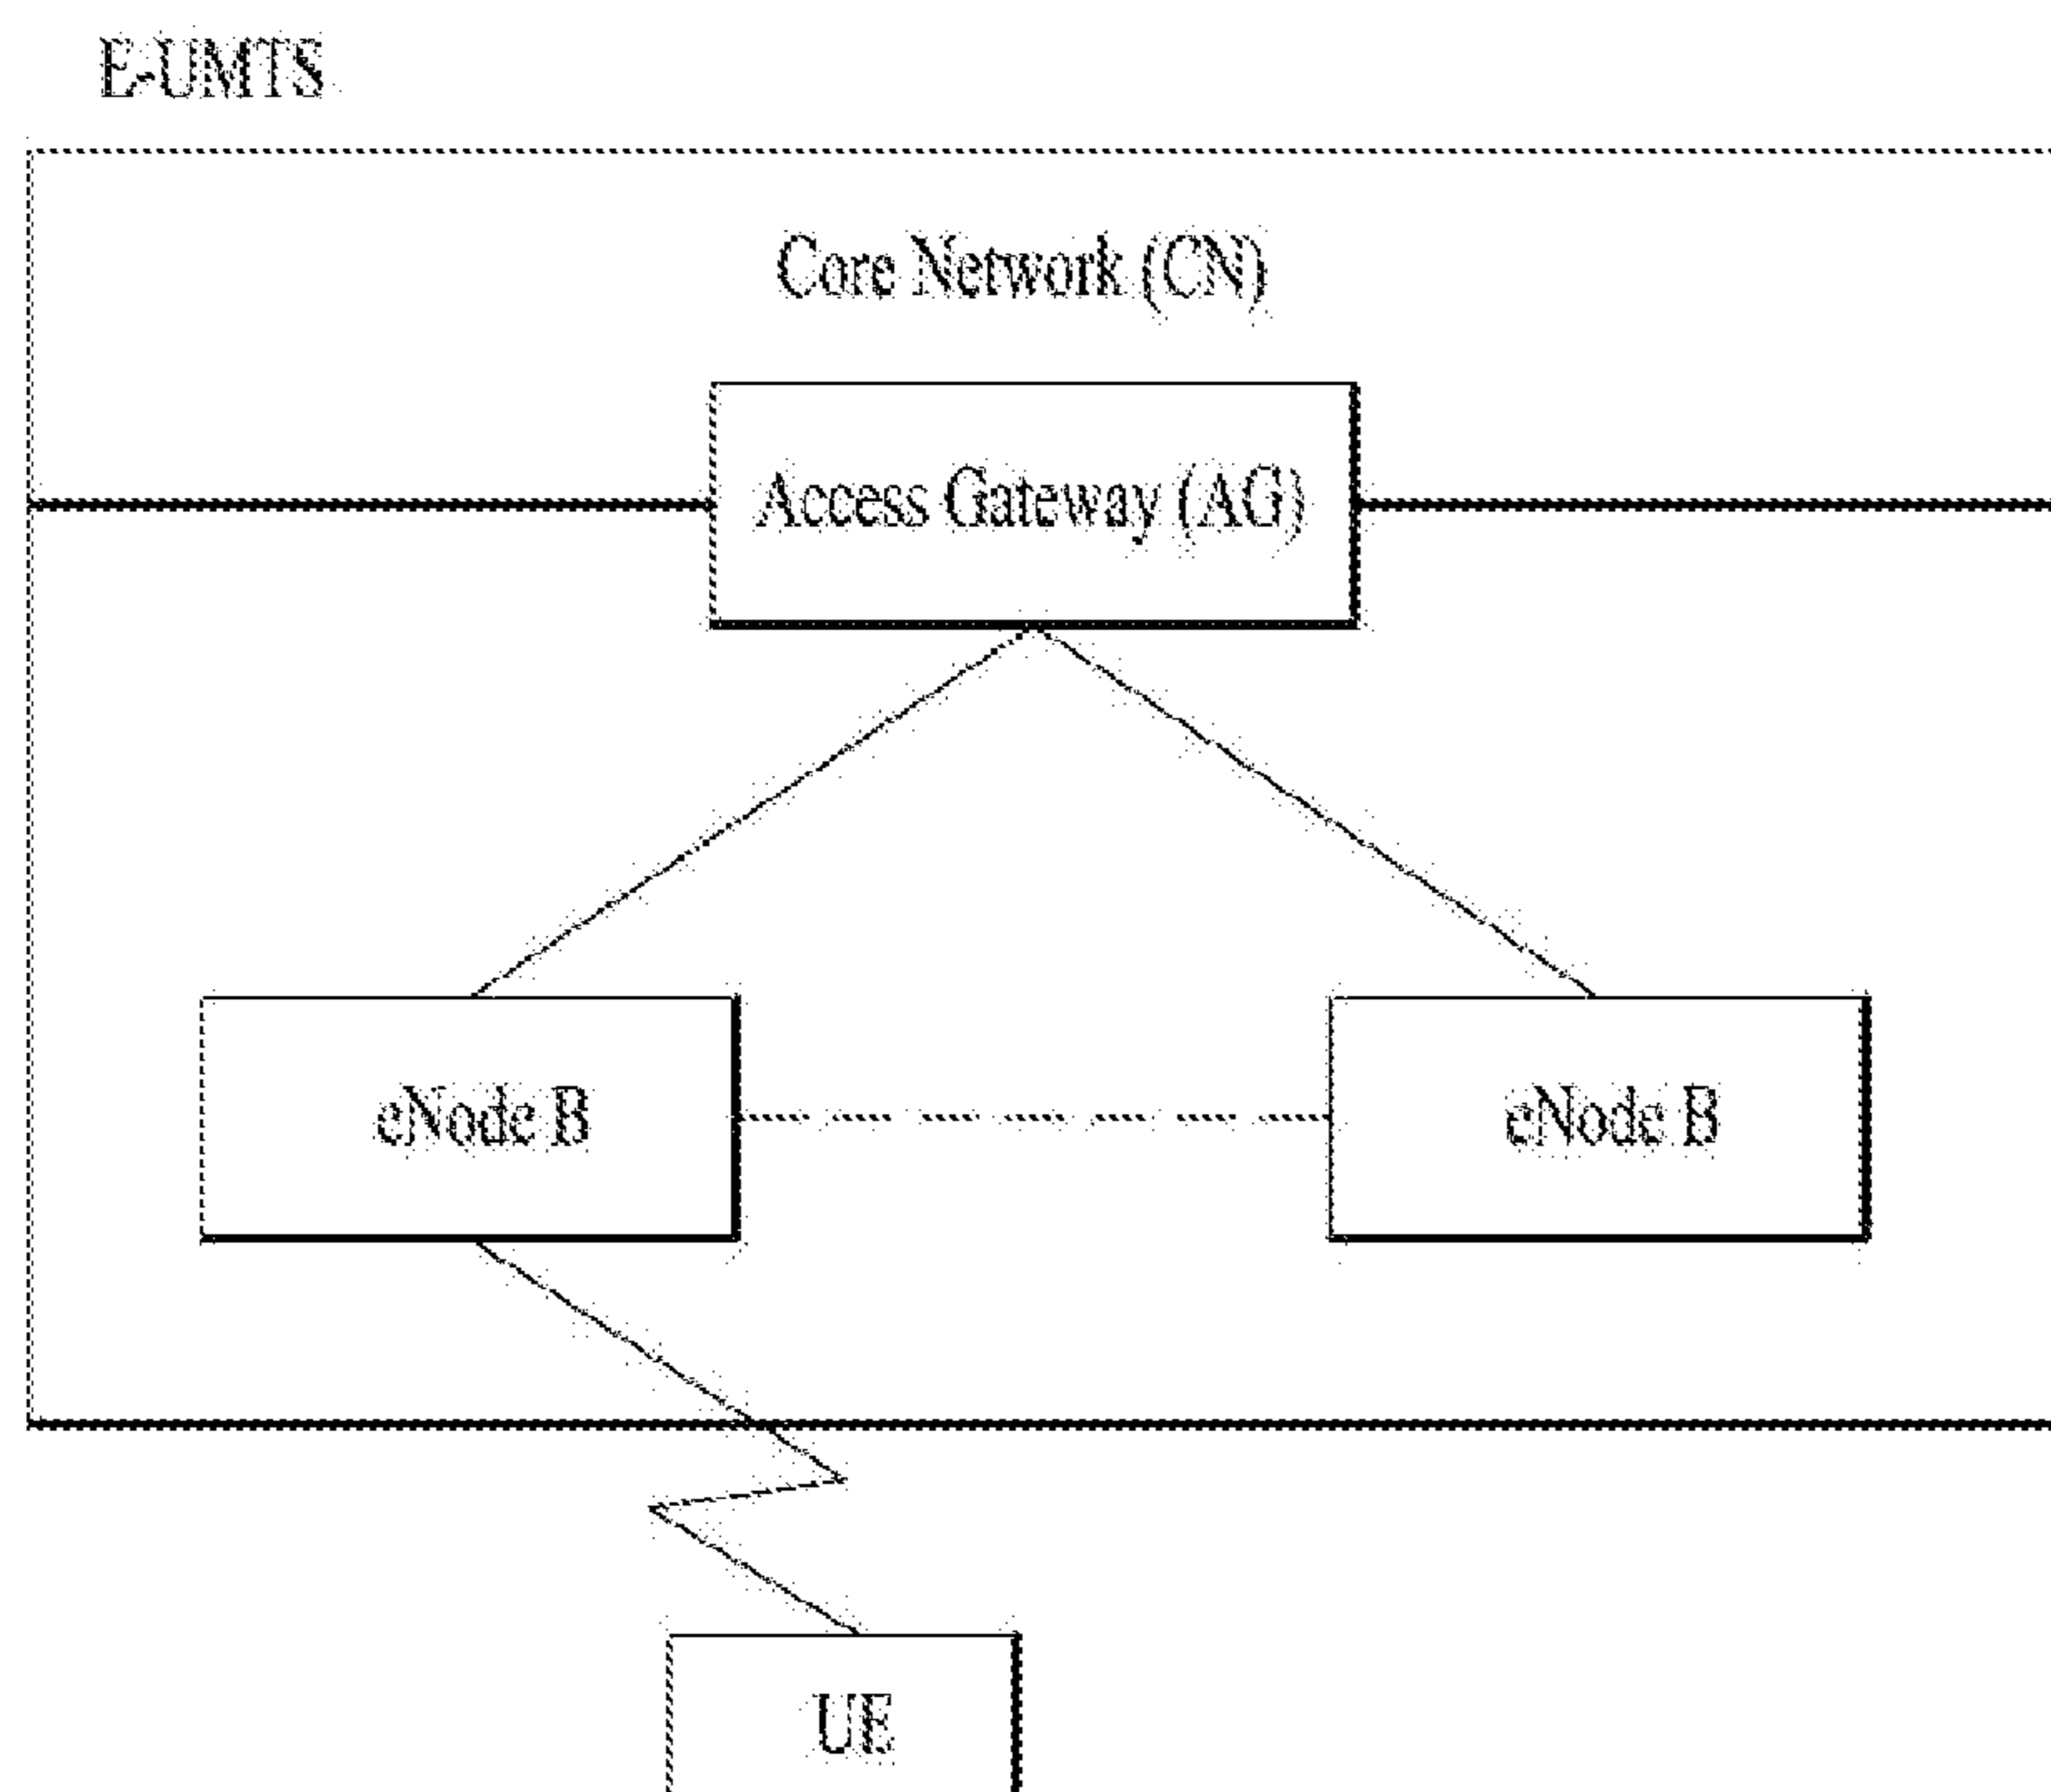 E-UMTS
Core Network (CN)
Access Gateway (AG)
eNode B
eNode B
UE